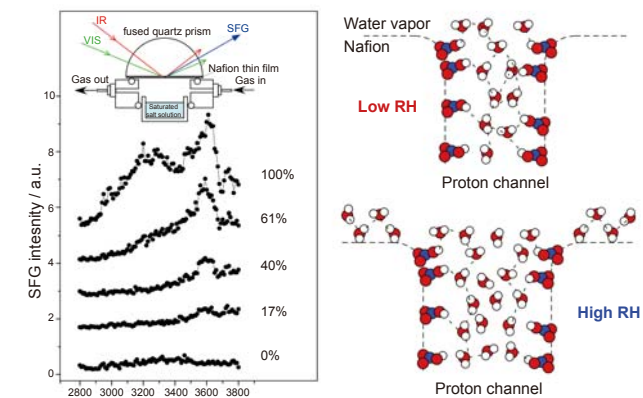 IR
fused quartz prism
SFG
VIS
Nafion thin film
Gas out
Gas in
Saturated
salt solution
10
8
6
4
2
0
SFG intesnity / a.u.
100%
61%
40%
17%
0%
2800 3000 3200 3400 3600 3800
Water vapor
Nafion
Low RH
Proton channel
High RH
Proton channel